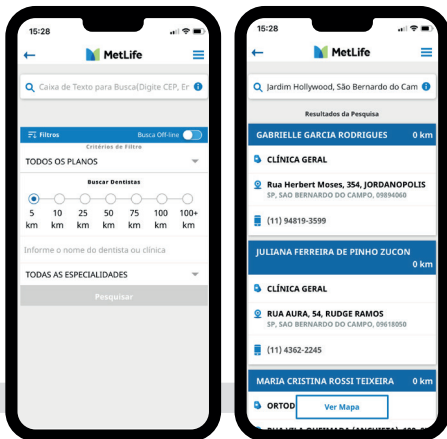 15:28
MetLife
Caixa de Texto para Busca(Digite CEP, Er
Filtros
Busca Off-line
Critérios de Filtro
TODOS OS PLANOS
Buscar Dentistas
5 km 10 km 25 km 50 km 75 km 100 km 100+ km
Informe o nome do dentista ou clínica
TODAS AS ESPECIALIDADES
Pesquisar
15:28
MetLife
Jardim Hollywood, São Bernardo do Cam
Resultados da Pesquisa
GABRIELLE GARCIA RODRIGUES 0 km
CLÍNICA GERAL
Rua Herbert Moses, 354, JORDANOPOLIS
SP, SAO BERNARDO DO CAMPO, 09894060
(11) 94819-3599
JULIANA FERREIRA DE PINHO ZUCON
0 km
CLÍNICA GERAL
RUA AURA, 54, RUDGE RAMOS
SP, SAO BERNARDO DO CAMPO, 09618050
(11) 4362-2245
MARIA CRISTINA ROSSI TEIXEIRA 0 km
ORTOD
Ver Mapa